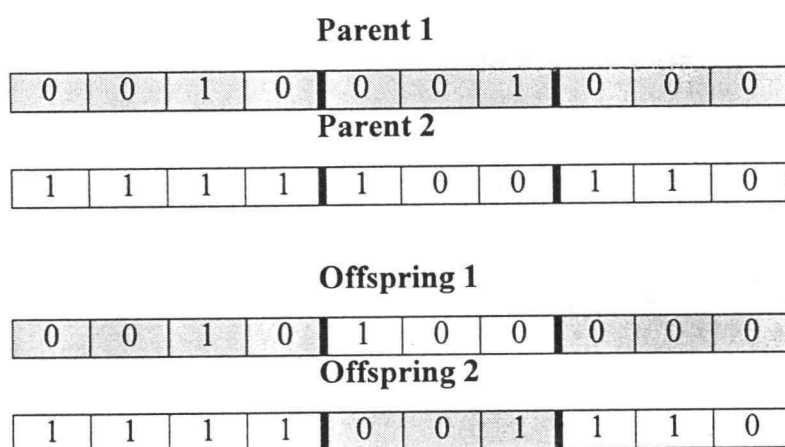 Parent 1
0 0 1 0 0 0 1 0 0 0
Parent 2
1 1 1 1 1 0 0 1 1 0
Offspring 1
0 0 1 0 1 0 0 0 0 0
Offspring 2
1 1 1 1 0 0 1 1 1 0